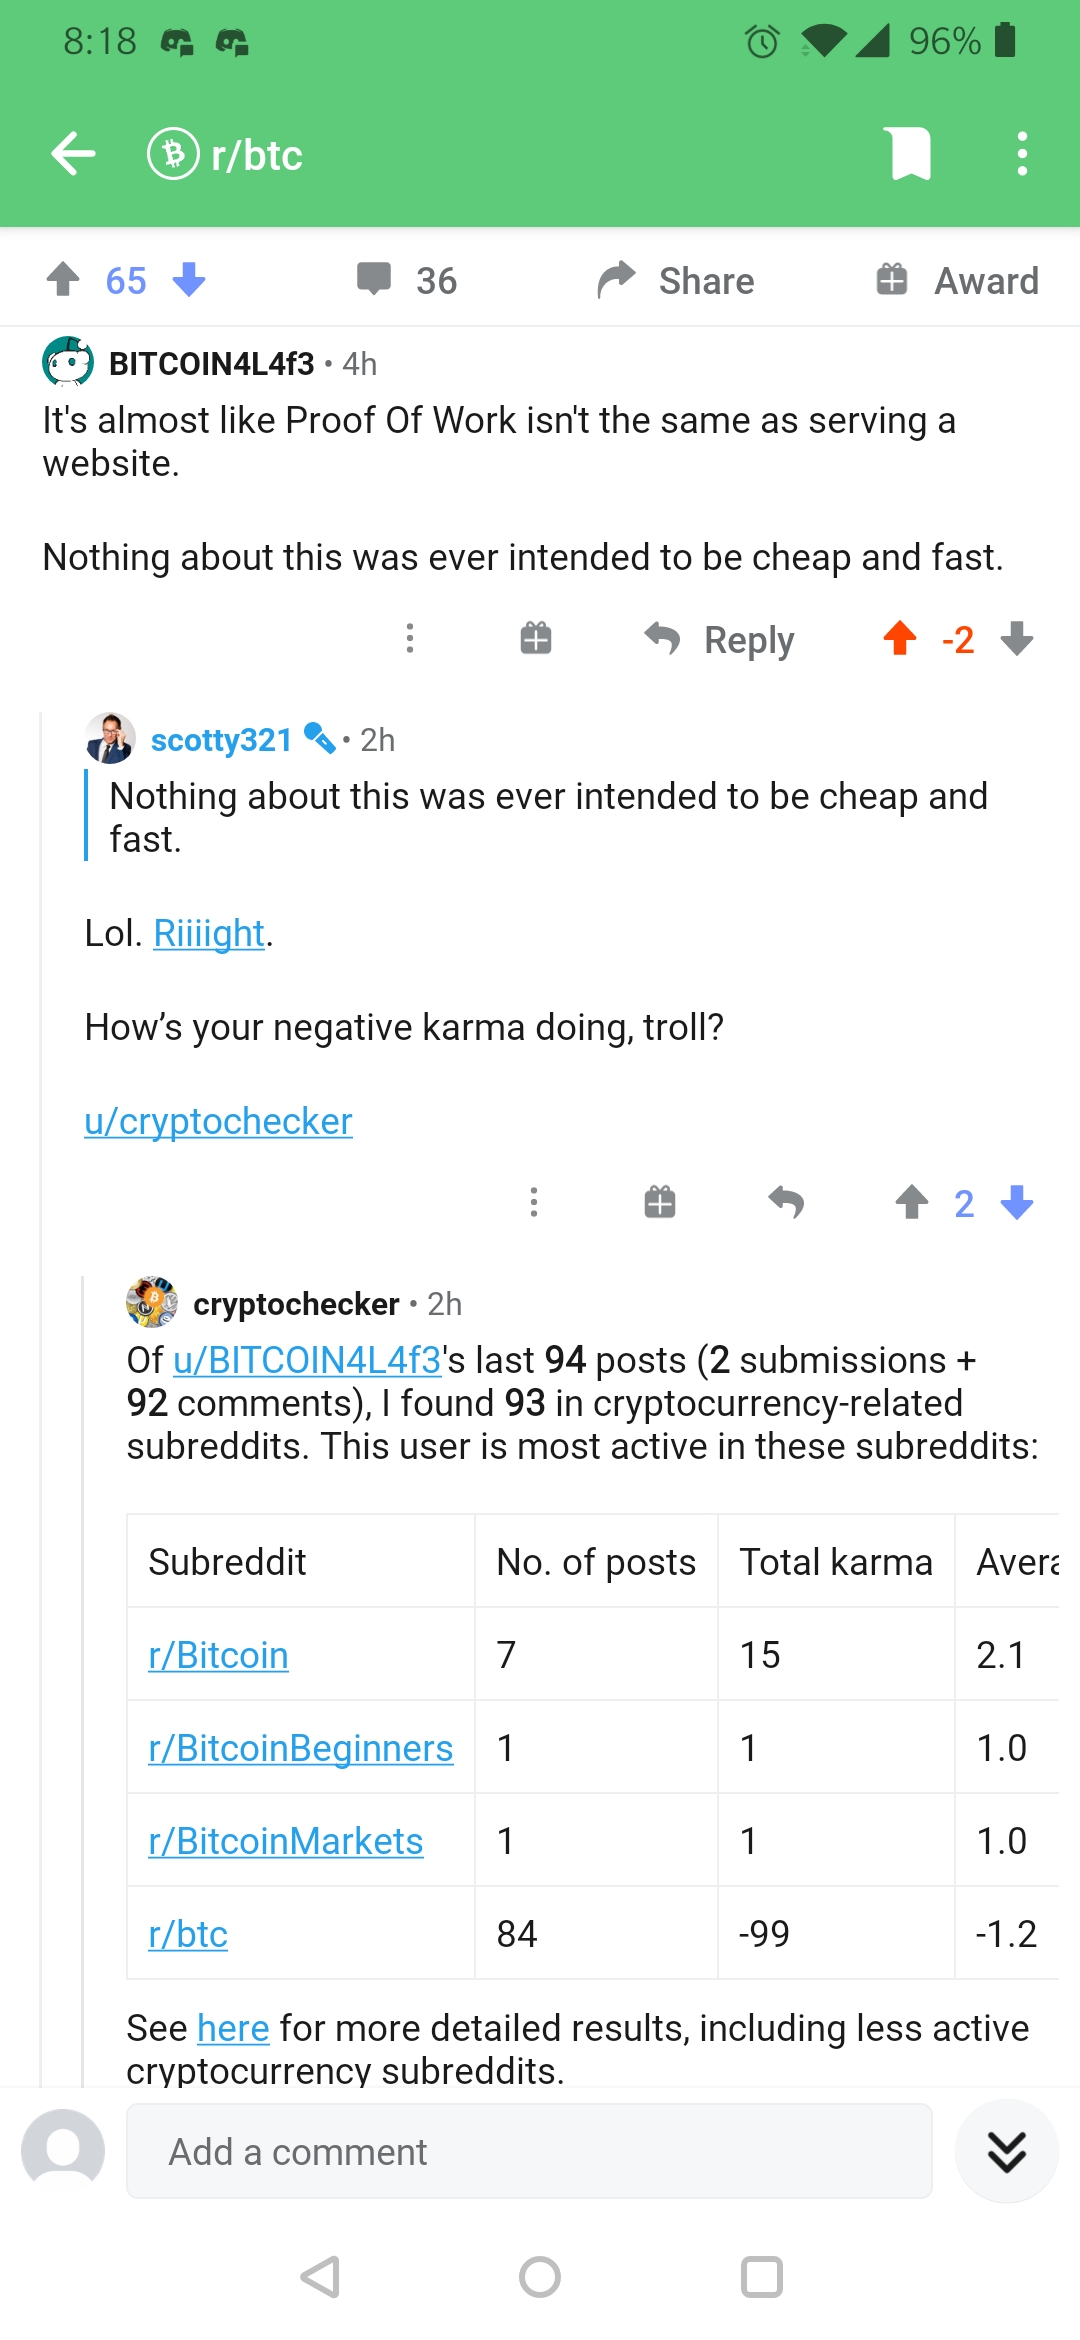 8:18 96%
r/btc
65 36 Share Award
BITCOIN4L4f3 • 4h
It's almost like Proof Of Work isn't the same as serving a
website.
Nothing about this was ever intended to be cheap and fast.
Reply -2
scotty321 • 2h
Nothing about this was ever intended to be cheap and
fast.
Lol. Riiiight.
How’s your negative karma doing, troll?
u/cryptochecker
2
cryptochecker • 2h
Of u/BITCOIN4L4f3's last 94 posts (2 submissions +
92 comments), I found 93 in cryptocurrency-related
subreddits. This user is most active in these subreddits:
Subreddit No. of posts Total karma Avera
r/Bitcoin 7 15 2.1
r/BitcoinBeginners 1 1 1.0
r/BitcoinMarkets 1 1 1.0
r/btc 84 -99 -1.2
See here for more detailed results, including less active
cryptocurrency subreddits.
Add a comment